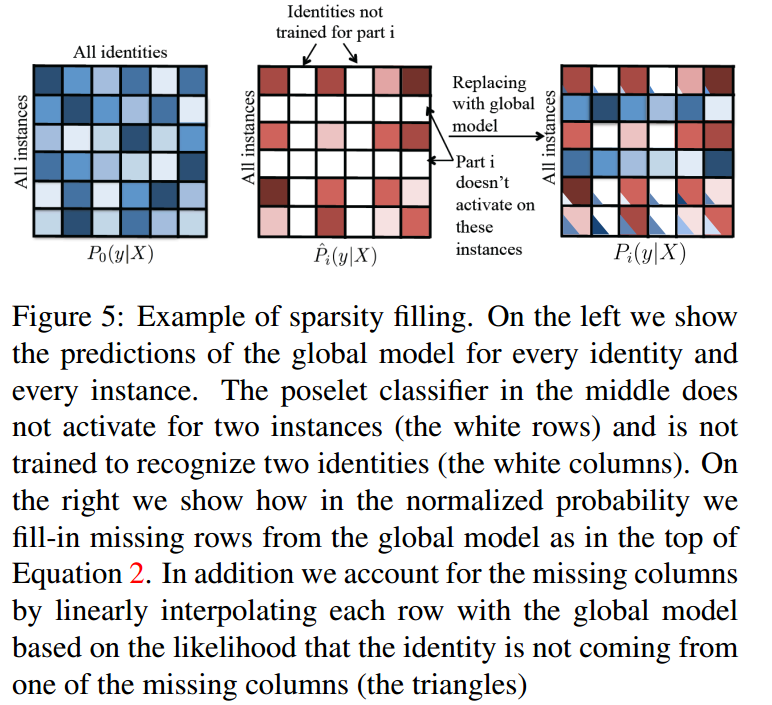 Identities not
trained for part i
All identities
All instances
P₀(y|X)
All instances
P̂ᵢ(y|X)
Replacing
with global
model
Part i
doesn't
activate on
these
instances
All instances
Pᵢ(y|X)
Figure 5: Example of sparsity filling. On the left we show
the predictions of the global model for every identity and
every instance. The poselet classifier in the middle does
not activate for two instances (the white rows) and is not
trained to recognize two identities (the white columns). On
the right we show how in the normalized probability we
fill-in missing rows from the global model as in the top of
Equation 2. In addition we account for the missing columns
by linearly interpolating each row with the global model
based on the likelihood that the identity is not coming from
one of the missing columns (the triangles)